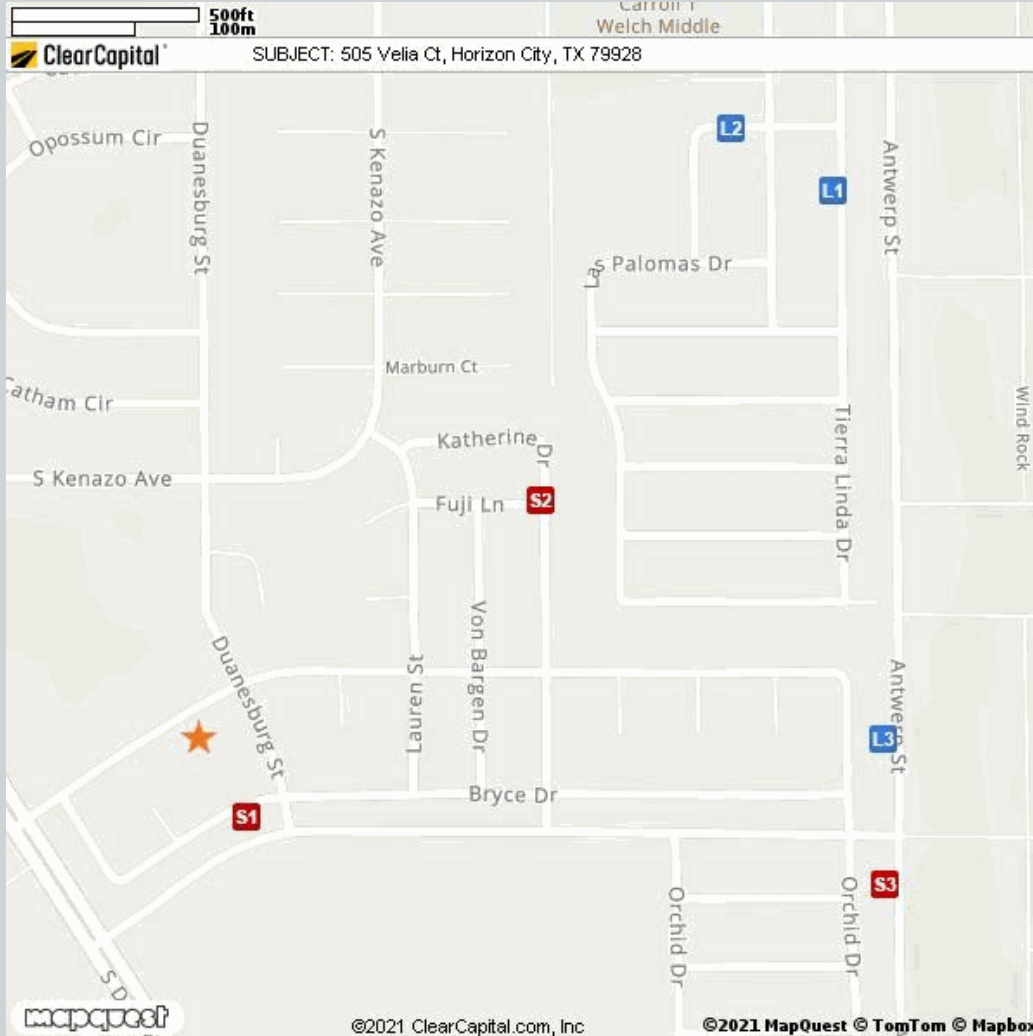 500ft
100m
Carroll T
Welch Middle
ClearCapital
SUBJECT: 505 Velia Ct, Horizon City, TX 79928
Opossum Cir
Duanesburg St
S Kenazo Ave
L2
L1
Antwerp St
Las Palomas Dr
Marburn Ct
Catham Cir
Wind Rock
Tierra Linda Dr
Katherine Dr
S Kenazo Ave
Fuji Ln
S2
Duanesburg St
Lauren St
Von Bargen Dr
Antwerp St
L3
S1
Bryce Dr
S3
Orchid Dr
Orchid Dr
S D
mapquest
©2021 ClearCapital.com, Inc
©2021 MapQuest © TomTom © Mapbox